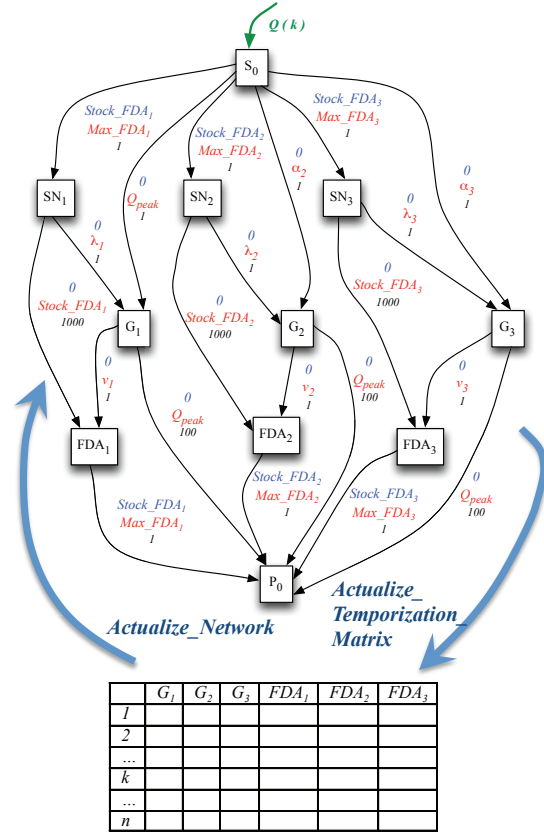 Q(k)
S0
Stock_FDA1
Max_FDA1
1
0
Qpeak
1
Stock_FDA2
Max_FDA2
1
0
α2
1
Stock_FDA3
Max_FDA3
1
0
α3
1
SN1
SN2
SN3
0
λ1
1
0
λ2
1
0
λ3
1
0
Stock_FDA1
1000
0
Stock_FDA2
1000
0
Stock_FDA3
1000
G1
G2
G3
0
v1
1
0
Qpeak
100
0
v2
1
0
Qpeak
100
0
v3
1
0
Qpeak
100
FDA1
FDA2
FDA3
Stock_FDA1
Max_FDA1
1
Stock_FDA2
Max_FDA2
1
Stock_FDA3
Max_FDA3
1
P0
Actualize_Network
Actualize_
Temporization_
Matrix
G1 G2 G3 FDA1 FDA2 FDA3
1
2
...
k
...
n